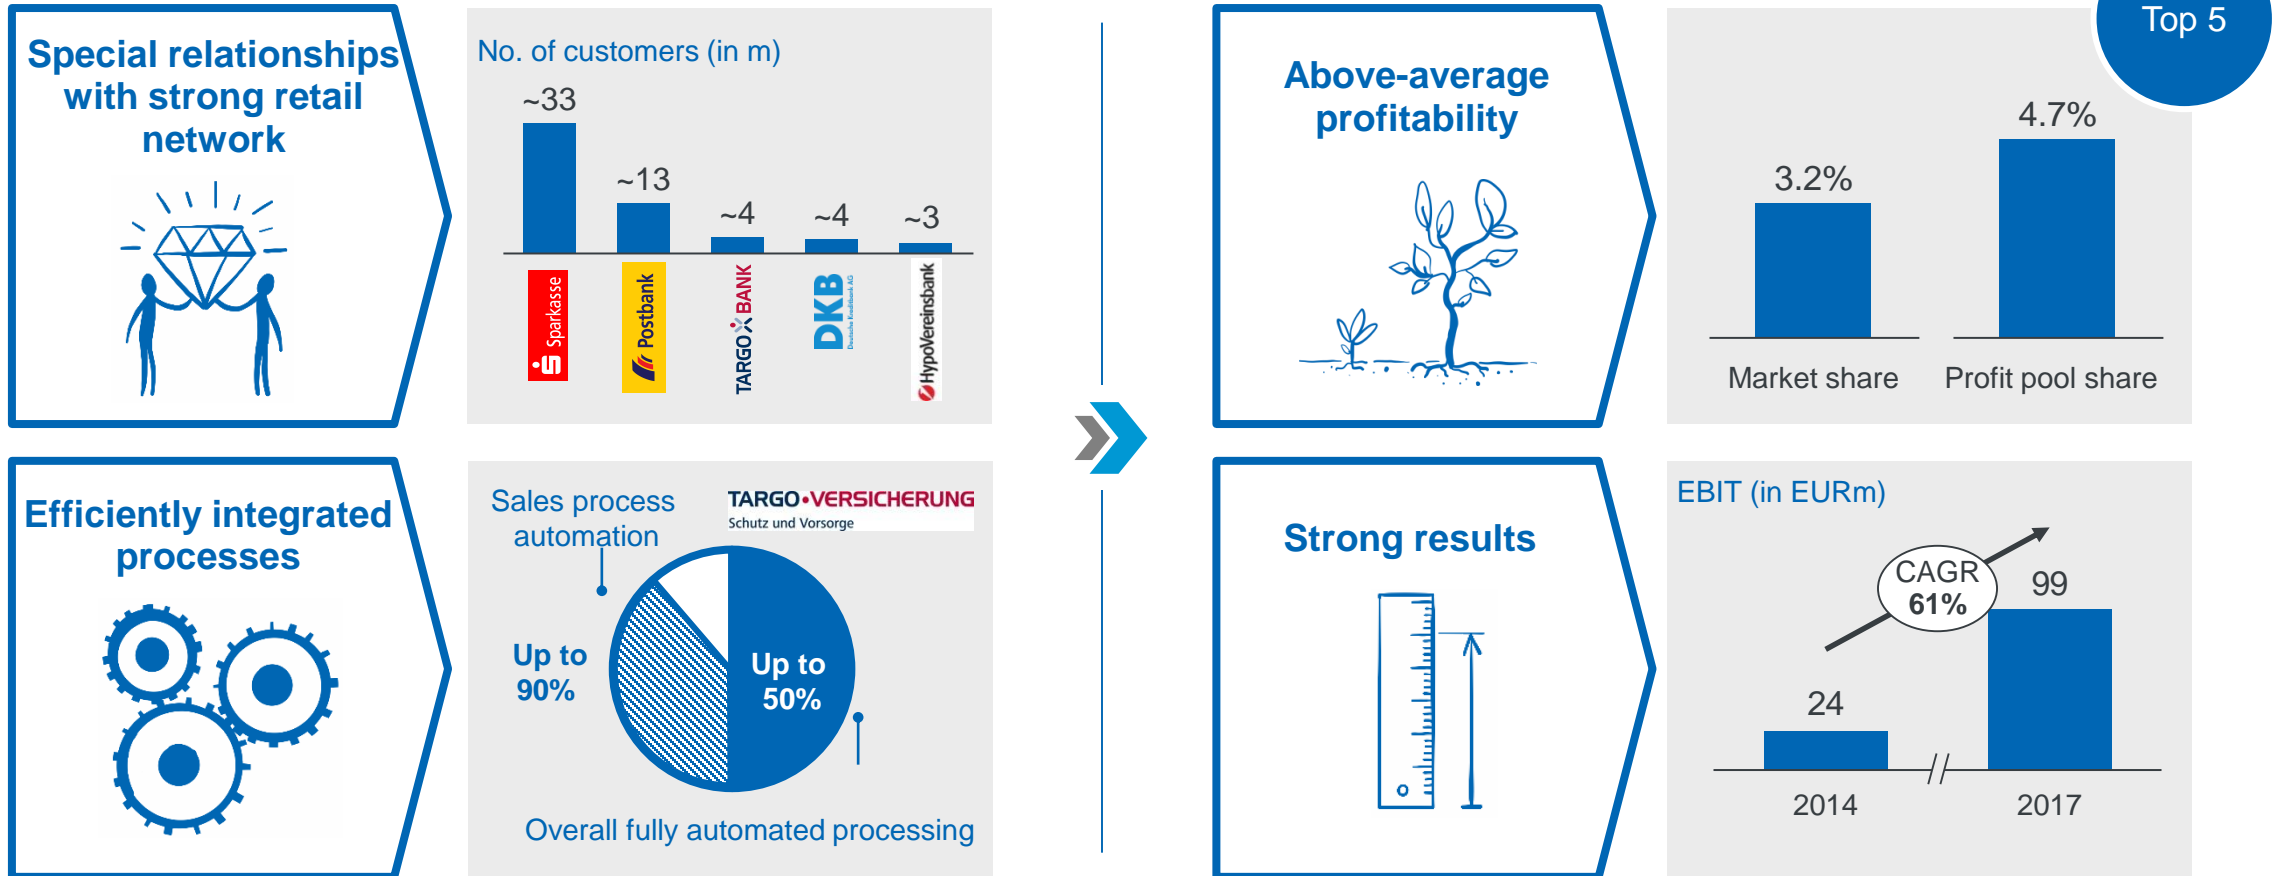 Special relationships
with strong retail
network
No. of customers (in m)
~33
~13
~4
~4
~3
Sparkasse
Postbank
TARGO BANK
DKB
Deutsche Kreditbank AG
HypoVereinsbank
Efficiently integrated
processes
Sales process
automation
TARGO•VERSICHERUNG
Schutz und Vorsorge
Up to
90%
Up to
50%
Overall fully automated processing
Above-average
profitability
Top 5
3.2%
4.7%
Market share
Profit pool share
Strong results
EBIT (in EURm)
CAGR
61%
24
99
2014
2017